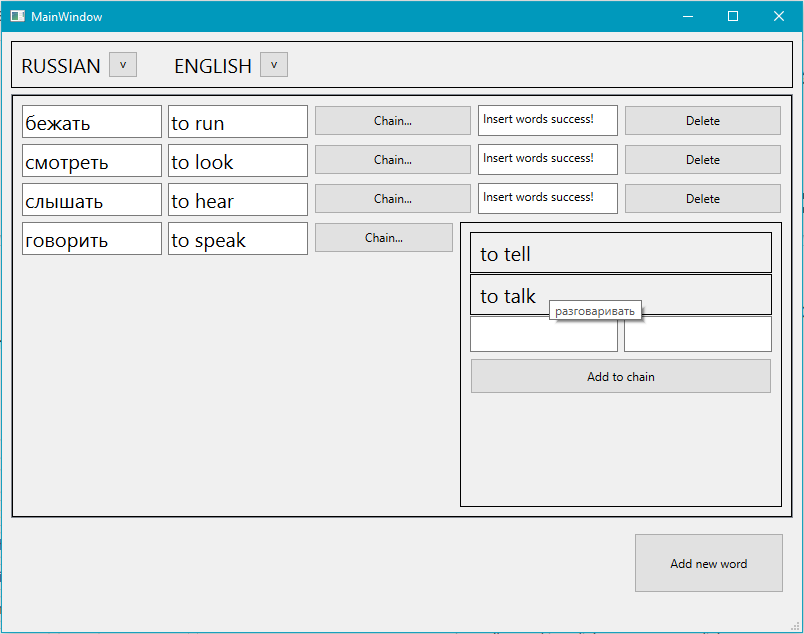 MainWindow
RUSSIAN v ENGLISH v
бежать to run Chain... Insert words success! Delete
смотреть to look Chain... Insert words success! Delete
слышать to hear Chain... Insert words success! Delete
говорить to speak Chain...
to tell
to talk
разговаривать
Add to chain
Add new word